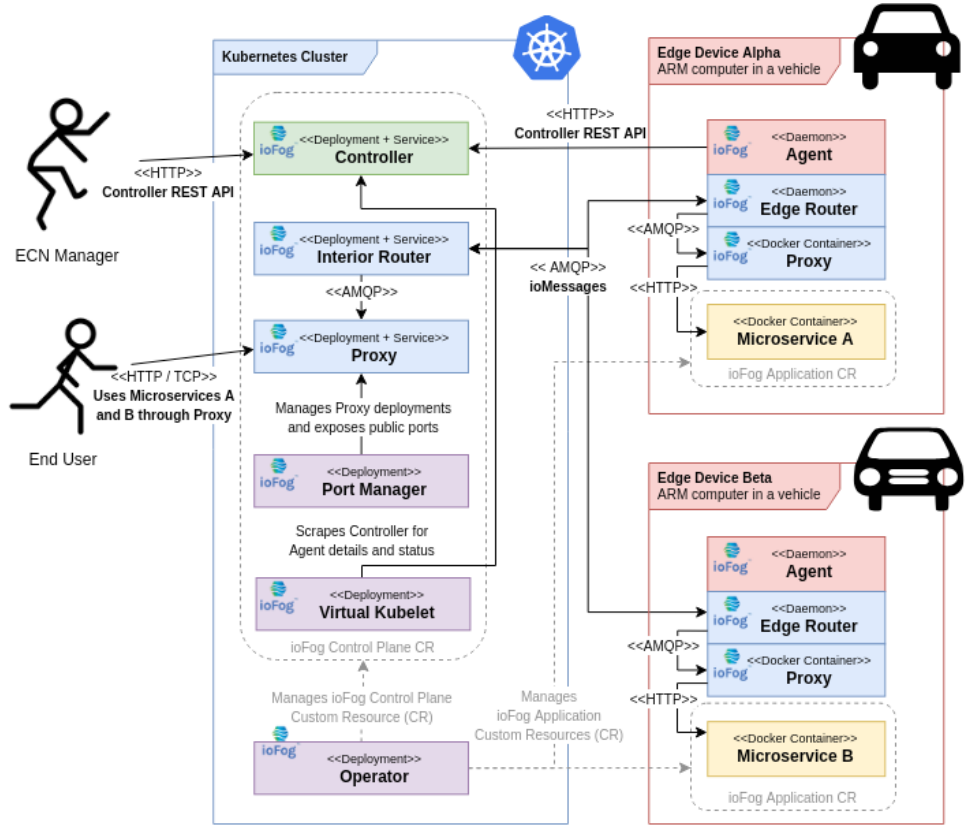 Kubernetes Cluster
Edge Device Alpha
ARM computer in a vehicle
<<HTTP>>
Controller REST API
ioFog
<<Deployment + Service>>
Controller
ioFog
<<Daemon>>
Agent
<<HTTP>>
Controller REST API
ECN Manager
ioFog
<<Daemon>>
Edge Router
ioFog
<<Deployment + Service>>
Interior Router
<<AMQP>>
ioFog
<<Docker Container>>
Proxy
<< AMQP>>
ioMessages
<<AMQP>>
<<HTTP>>
ioFog
<<Deployment + Service>>
Proxy
<<Docker Container>>
Microservice A
ioFog Application CR
<<HTTP / TCP>>
Uses Microservices A
and B through Proxy
End User
Manages Proxy deployments
and exposes public ports
ioFog
<<Deployment>>
Port Manager
Edge Device Beta
ARM computer in a vehicle
Scrapes Controller for
Agent details and status
ioFog
<<Daemon>>
Agent
ioFog
<<Deployment>>
Virtual Kubelet
ioFog Control Plane CR
ioFog
<<Daemon>>
Edge Router
<<AMQP>>
ioFog
<<Docker Container>>
Proxy
<<HTTP>>
Manages ioFog Control Plane
Custom Resource (CR)
Manages
ioFog Application
Custom Resources (CR)
ioFog
<<Deployment>>
Operator
<<Docker Container>>
Microservice B
ioFog Application CR